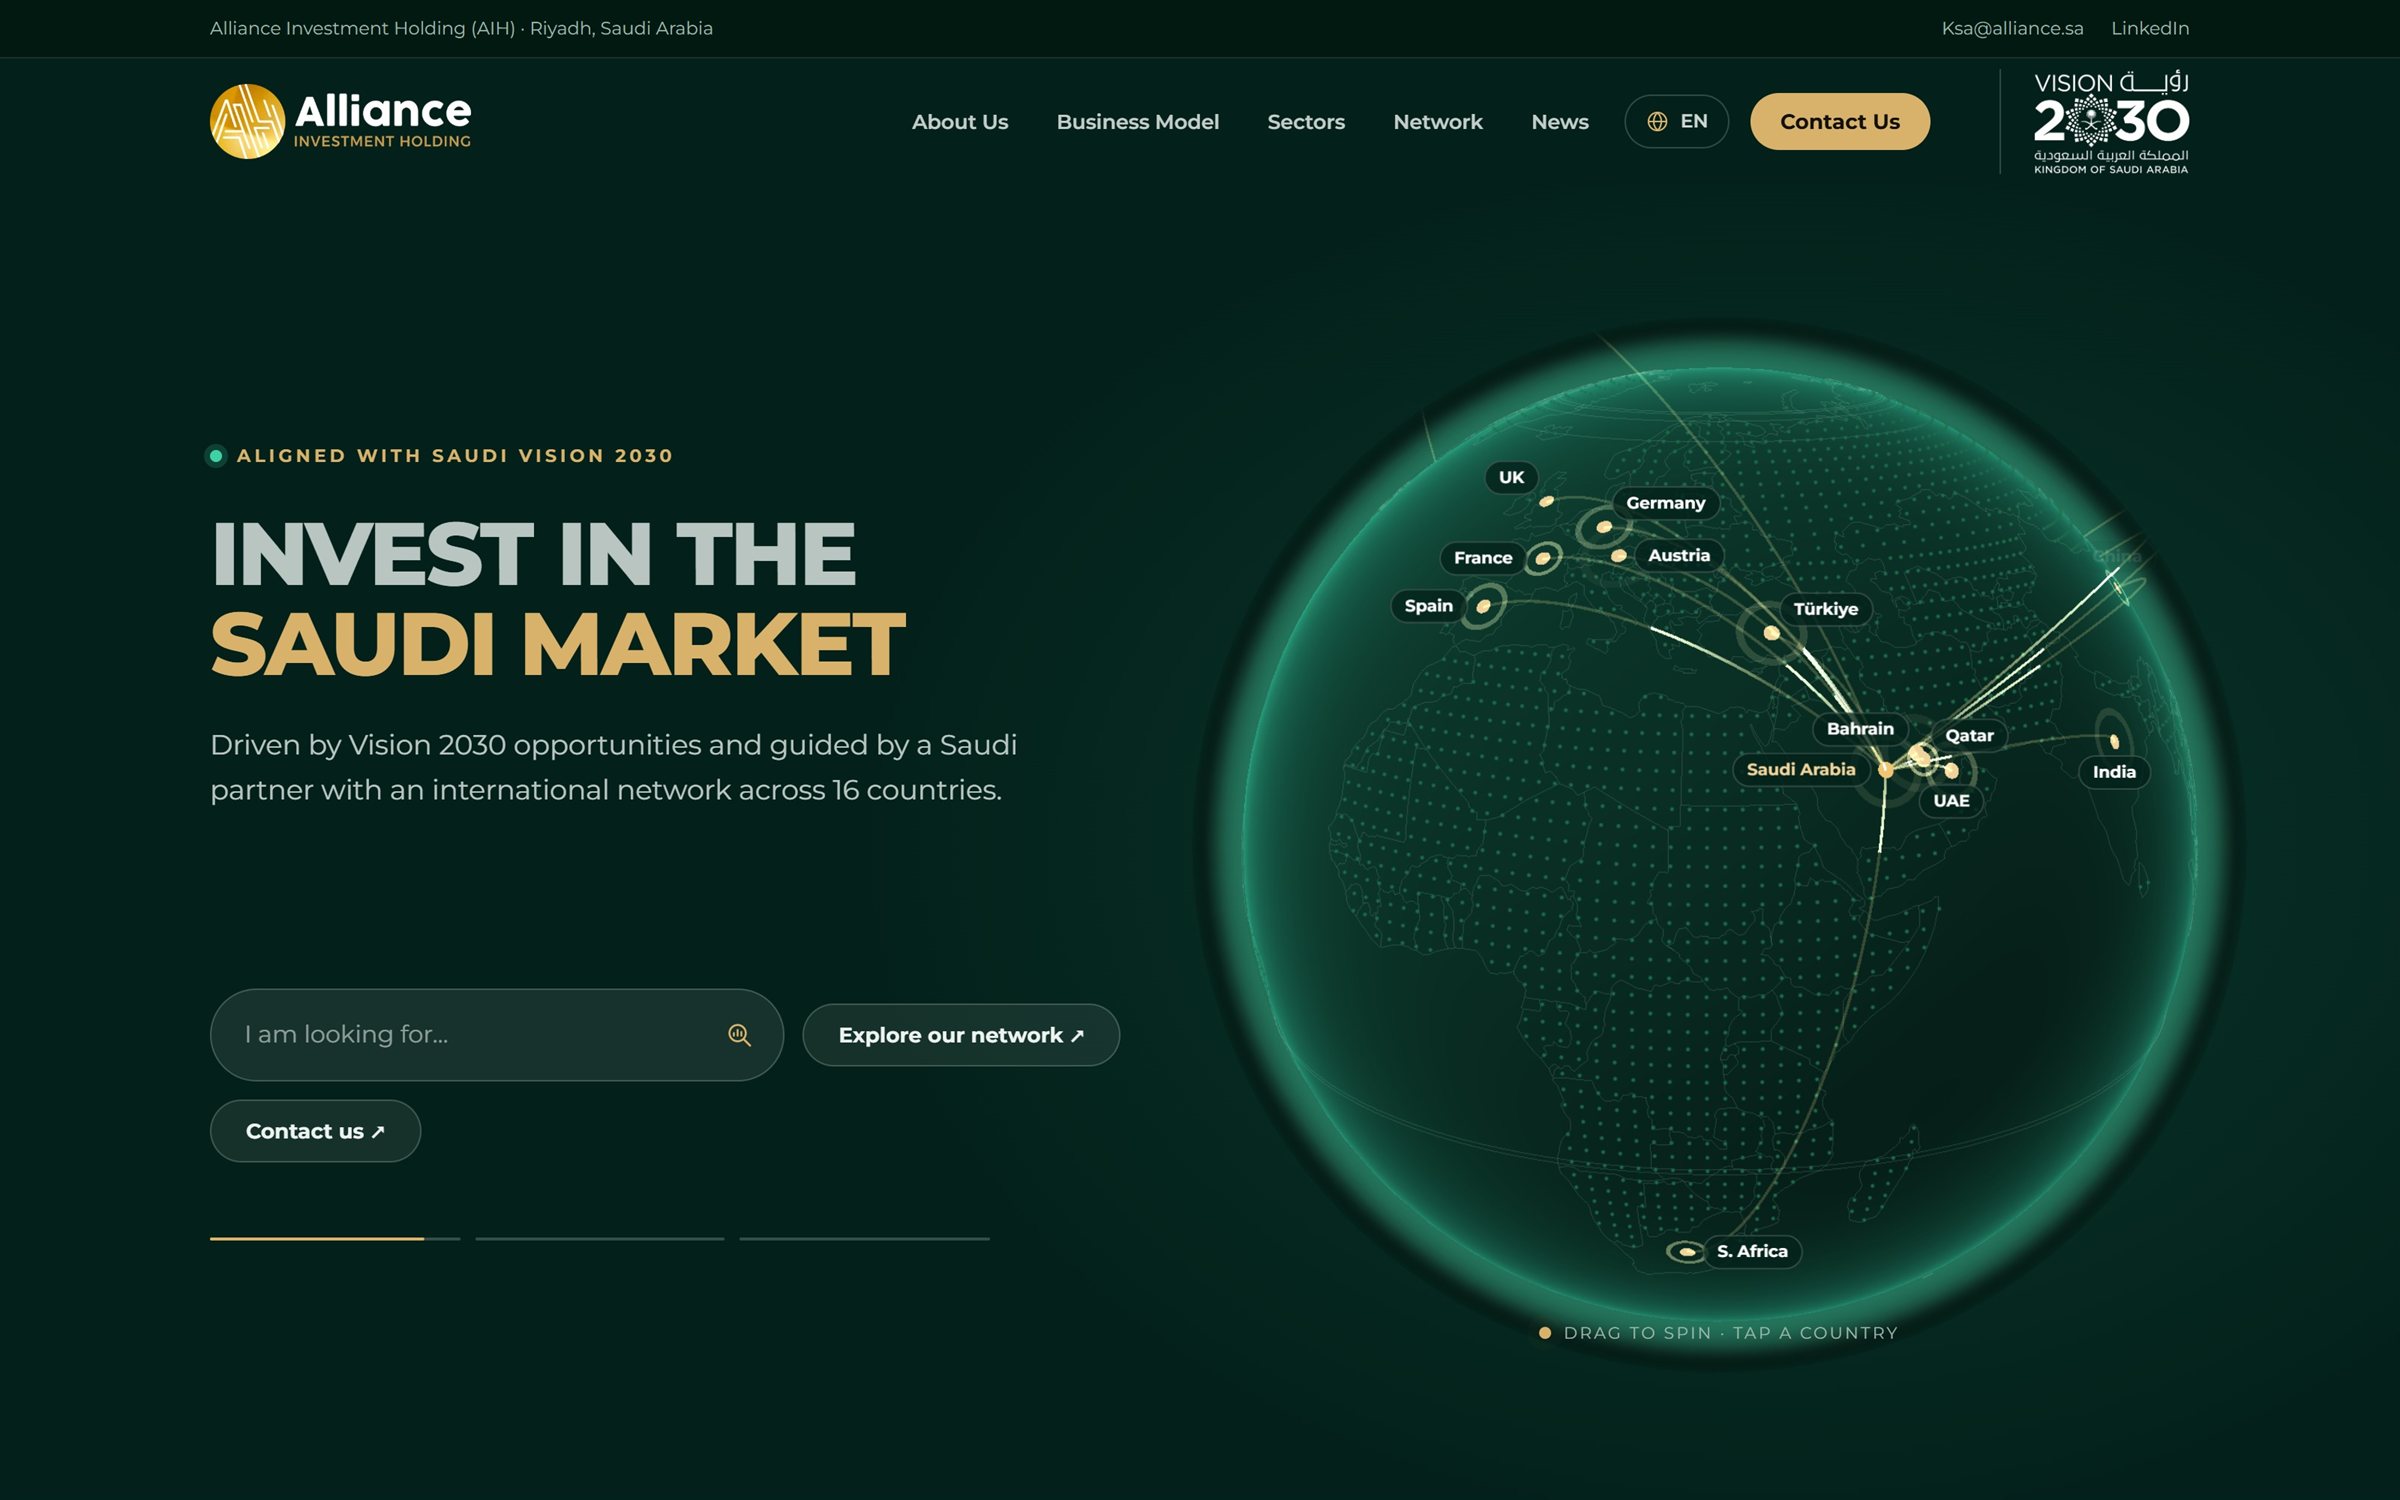 Alliance Investment Holding (AIH) · Riyadh, Saudi Arabia
Ksa@alliance.sa
LinkedIn
Alliance
INVESTMENT HOLDING
About Us
Business Model
Sectors
Network
News
EN
Contact Us
VISION رؤيــة
2030
المملكة العربية السعودية
KINGDOM OF SAUDI ARABIA
ALIGNED WITH SAUDI VISION 2030
INVEST IN THE
SAUDI MARKET
Driven by Vision 2030 opportunities and guided by a Saudi
partner with an international network across 16 countries.
I am looking for...
Explore our network ↗
Contact us ↗
UK
Germany
France
Austria
China
Spain
Türkiye
Bahrain
Qatar
Saudi Arabia
India
UAE
S. Africa
DRAG TO SPIN · TAP A COUNTRY